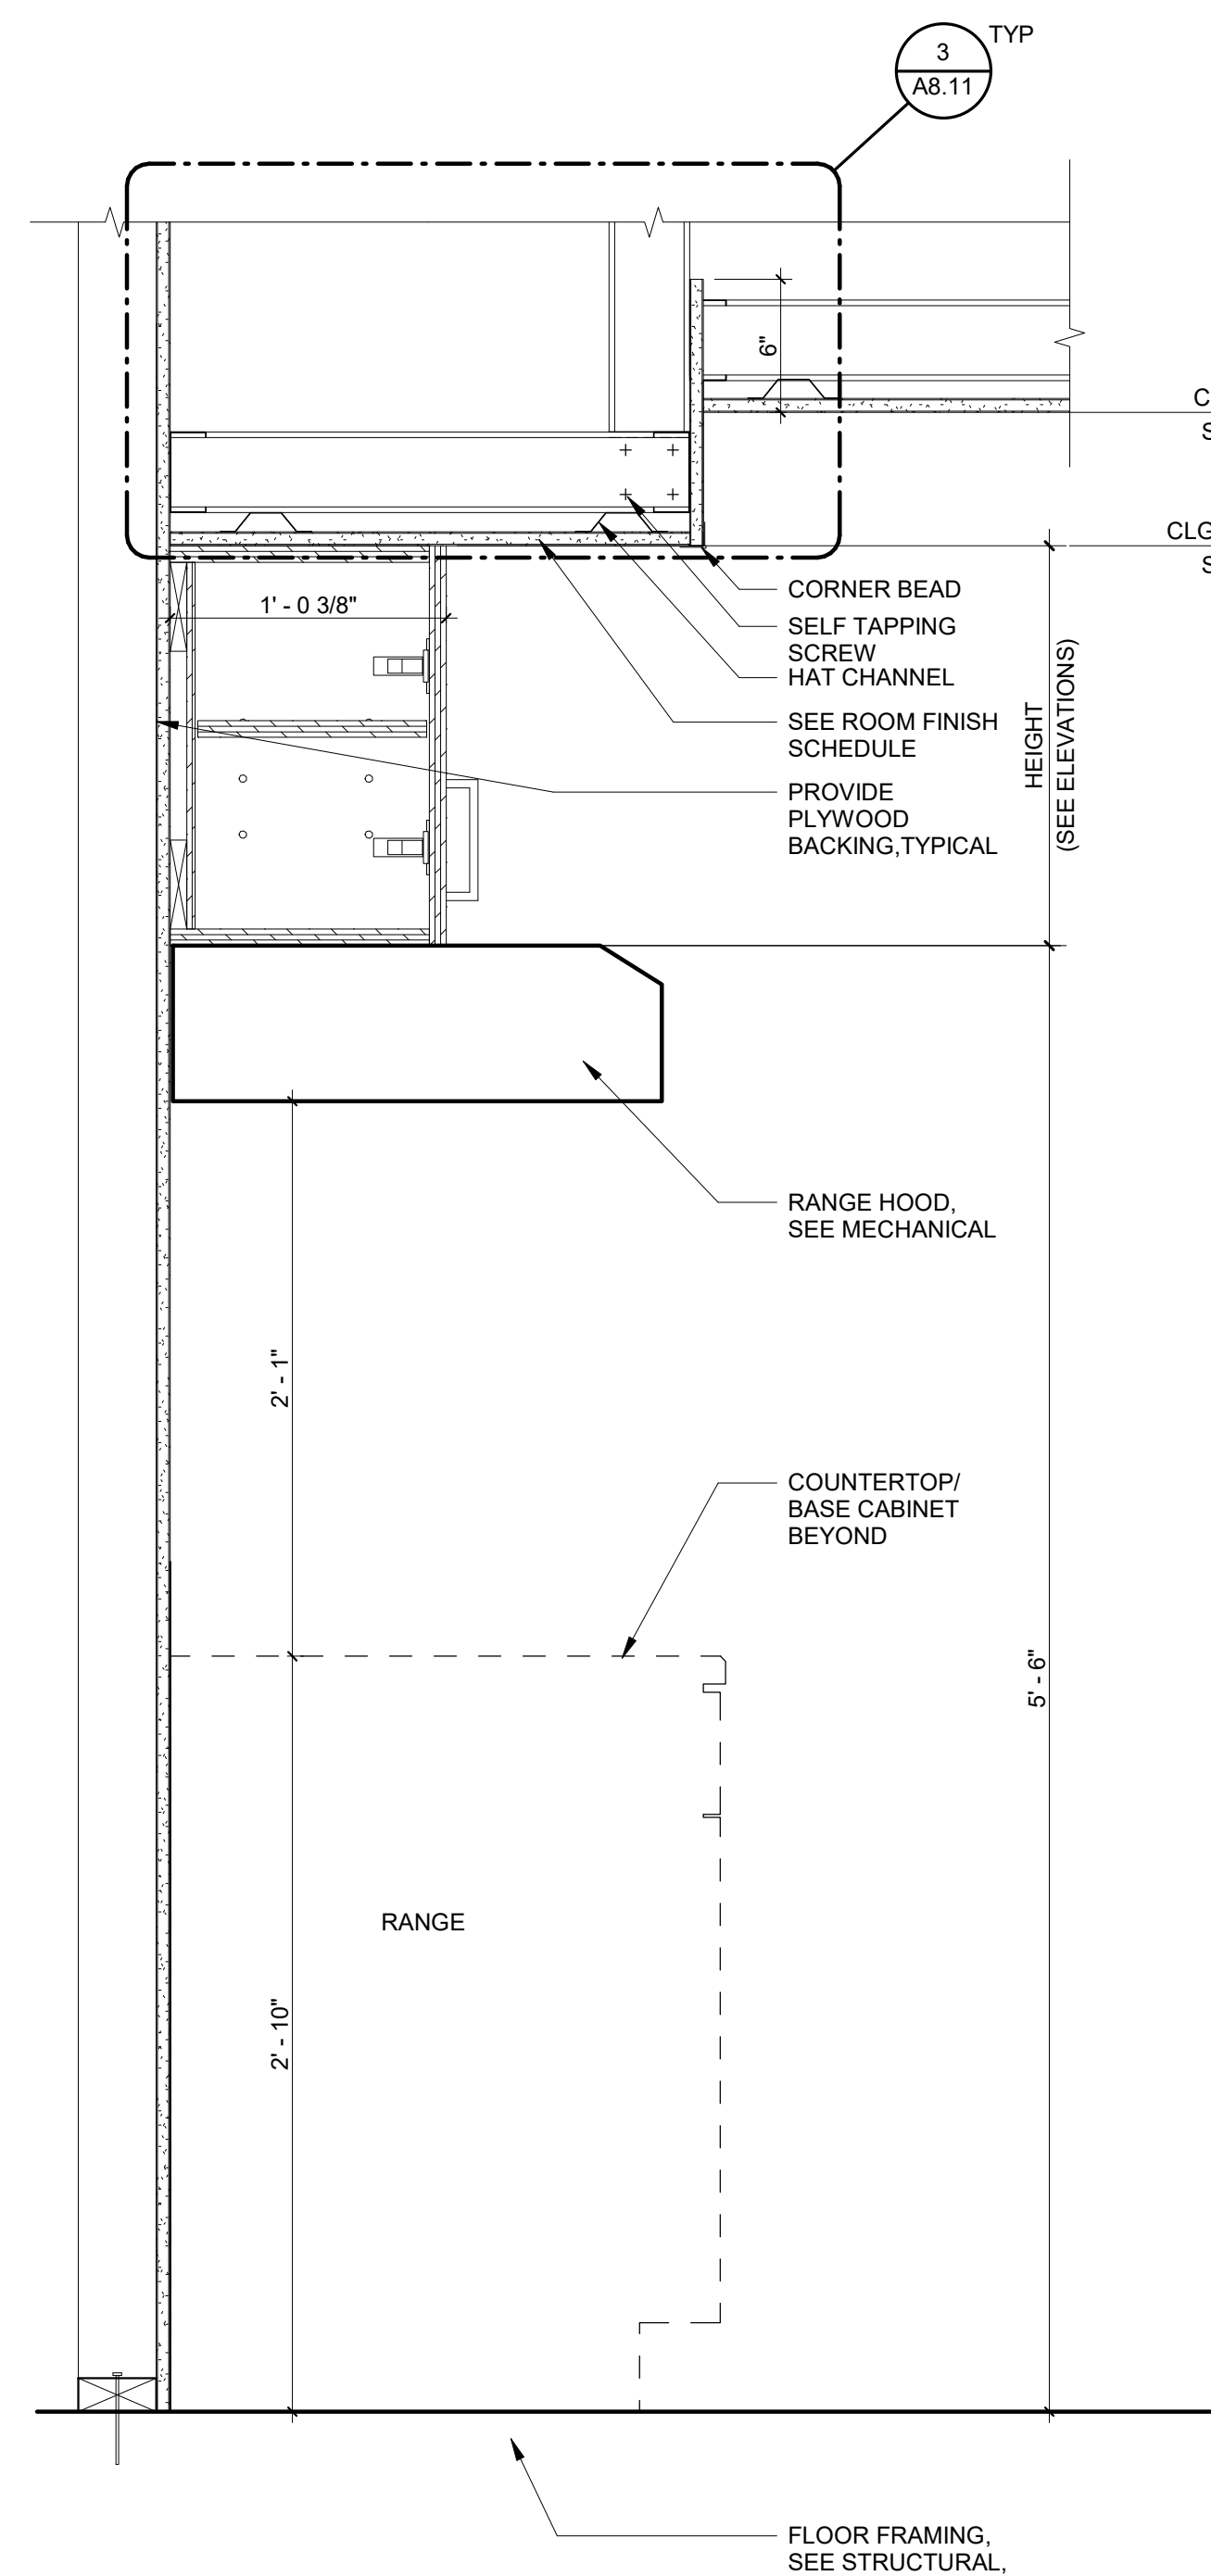 TYP
3
A8.11
6"
C
S
CLG
S
1' - 0 3/8"
CORNER BEAD
SELF TAPPING
SCREW
HAT CHANNEL
SEE ROOM FINISH
SCHEDULE
PROVIDE
PLYWOOD
BACKING,TYPICAL
HEIGHT
(SEE ELEVATIONS)
RANGE HOOD,
SEE MECHANICAL
2' - 1"
COUNTERTOP/
BASE CABINET
BEYOND
5' - 6"
RANGE
2' - 10"
FLOOR FRAMING,
SEE STRUCTURAL,